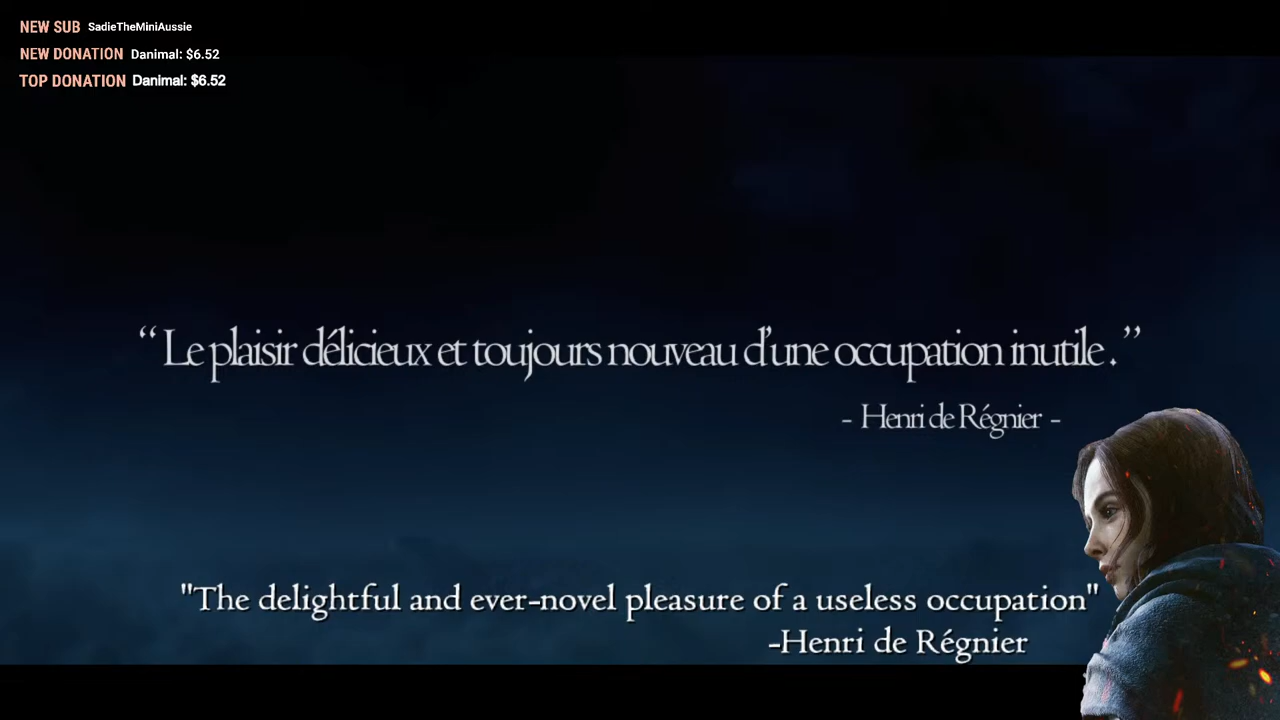 NEW SUB SadieTheMiniAussie
NEW DONATION Danimal: $6.52
TOP DONATION Danimal: $6.52
“ Le plaisir délicieux et toujours nouveau d’une occupation inutile . ”
- Henri de Régnier -
"The delightful and ever-novel pleasure of a useless occupation"
-Henri de Régnier